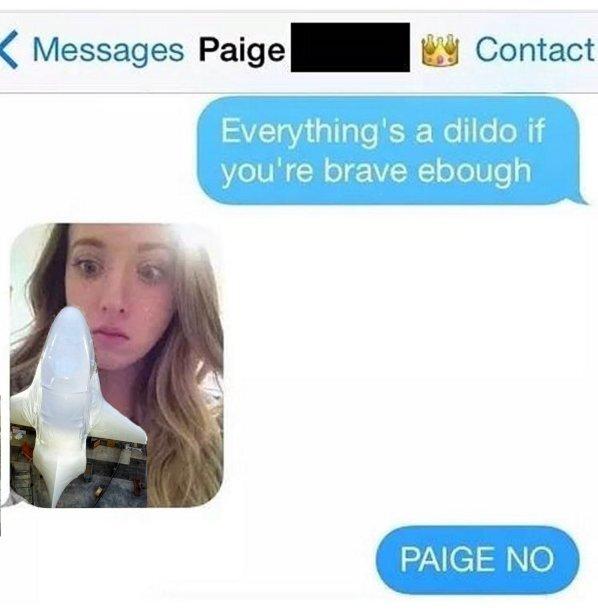 Messages Paige 👑 Contact
Everything's a dildo if
you're brave ebough
PAIGE NO